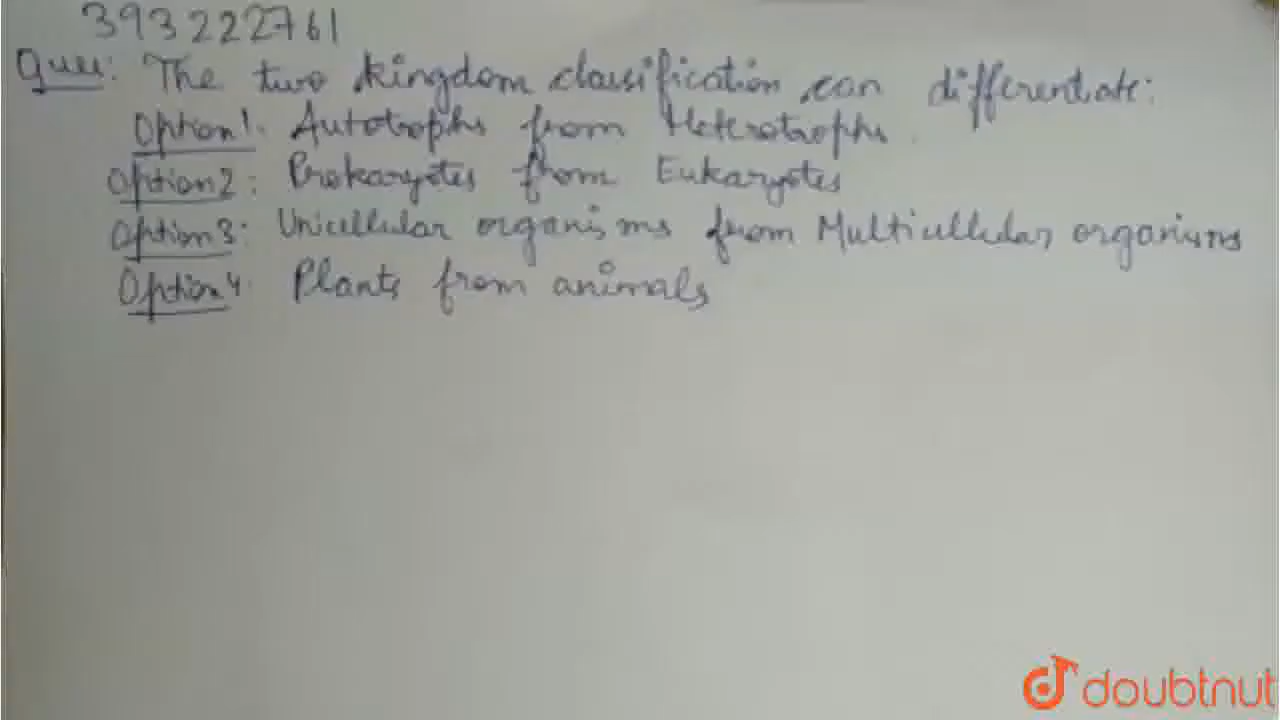 393222761
Ques: The two kingdom classification can differentiate:
Option1. Autotrophs from Heterotrophs.
Option2: Prokaryotes from Eukaryotes
Option3: Unicellular organisms from Multicellular organisms
Option4. Plants from animals
doubtnut